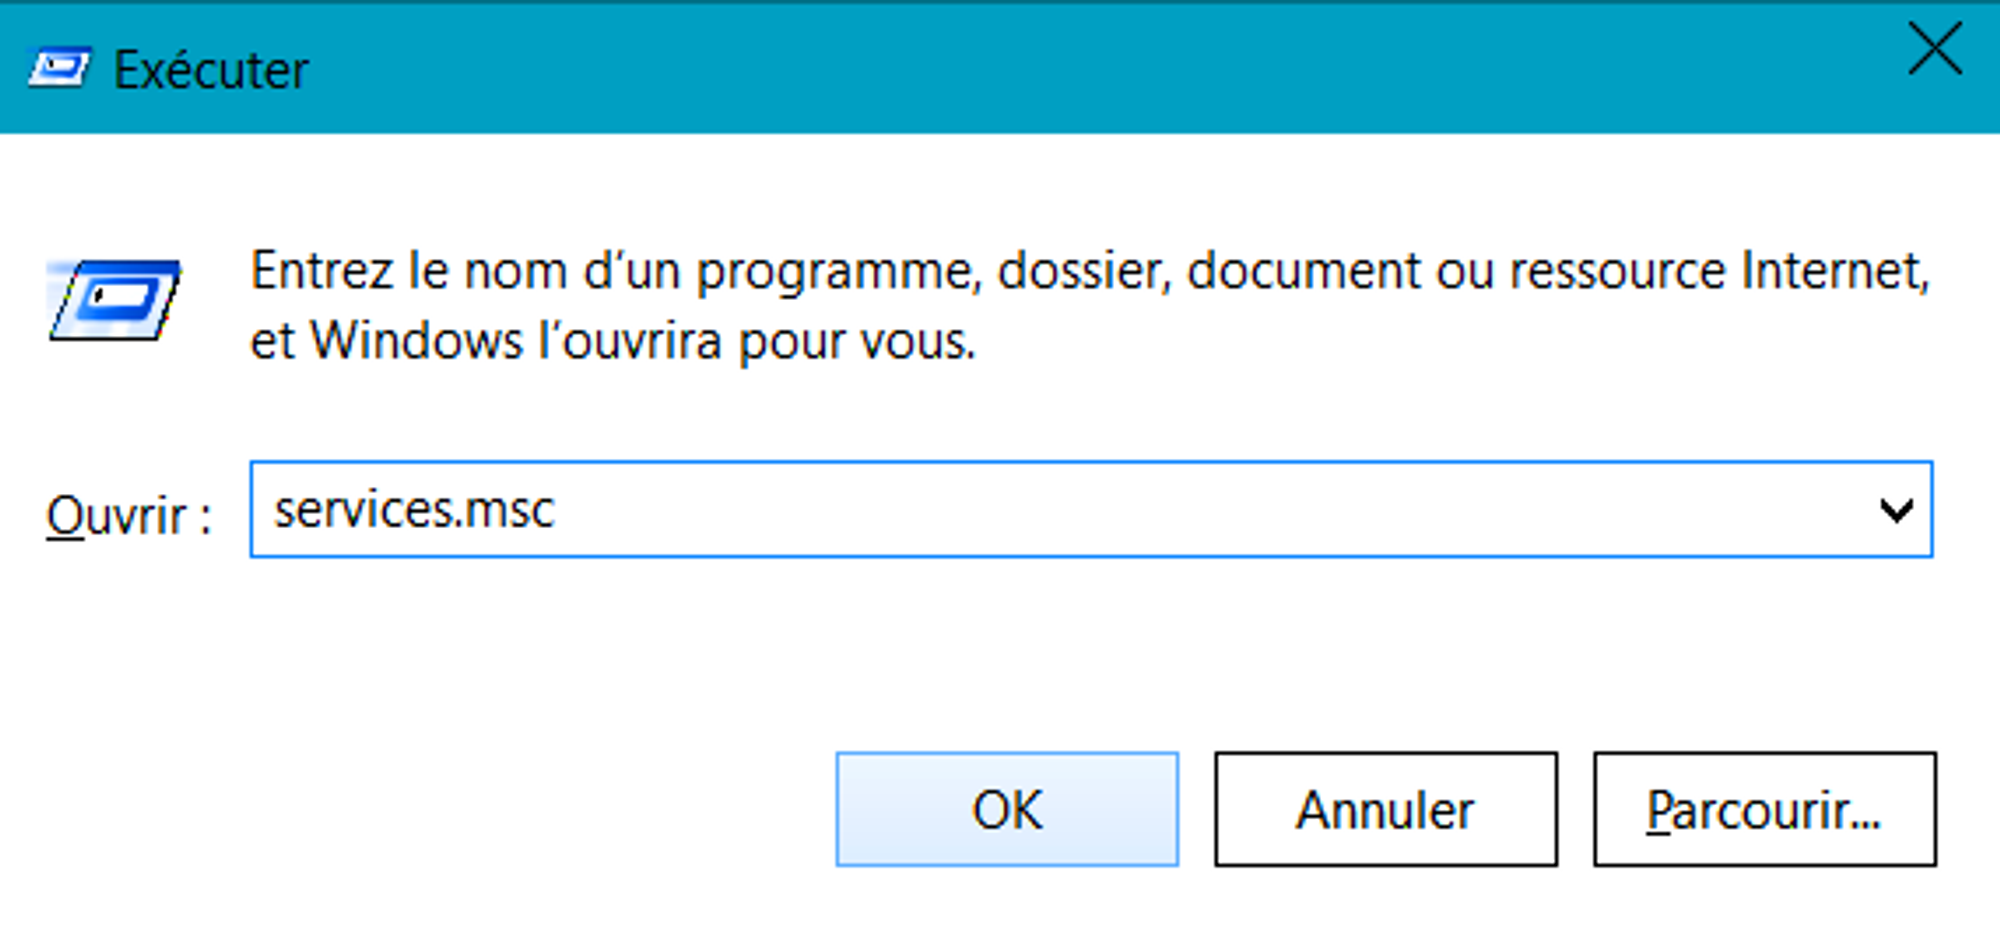 Exécuter
Entrez le nom d'un programme, dossier, document ou ressource Internet,
et Windows l'ouvrira pour vous.
Ouvrir : services.msc
OK Annuler Parcourir...